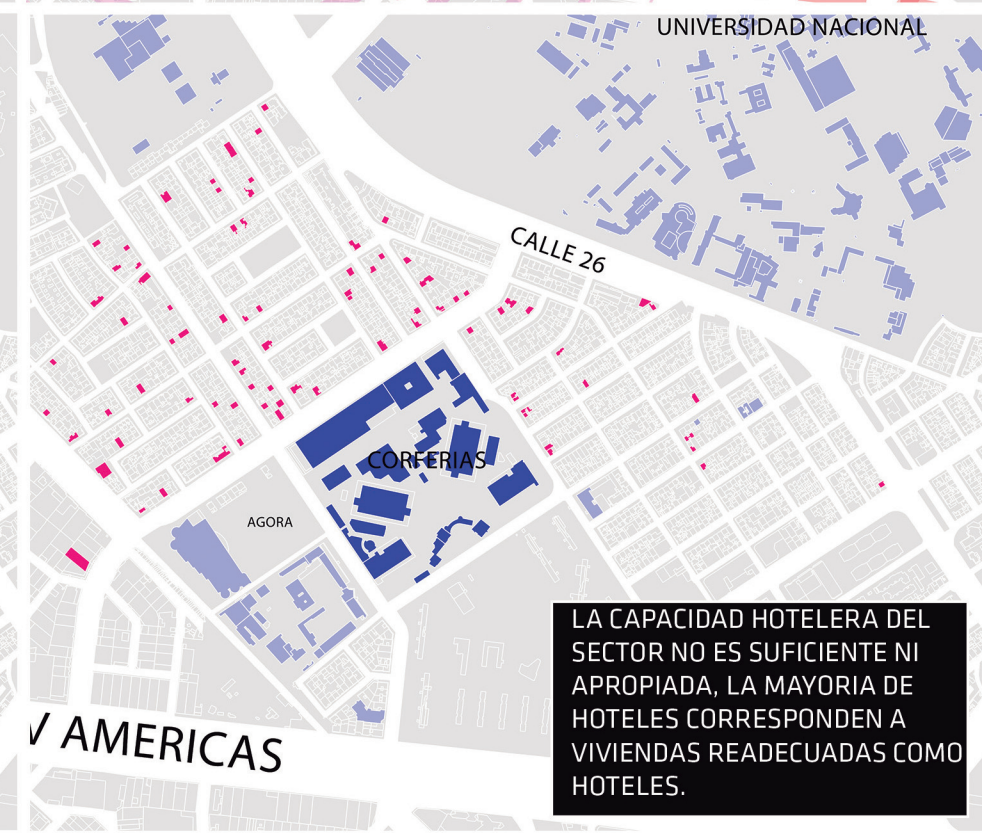 UNIVERSIDAD NACIONAL
CALLE 26
CORFERIAS
AGORA
V AMERICAS
LA CAPACIDAD HOTELERA DEL
SECTOR NO ES SUFICIENTE NI
APROPIADA, LA MAYORIA DE
HOTELES CORRESPONDEN A
VIVIENDAS READECUADAS COMO
HOTELES.